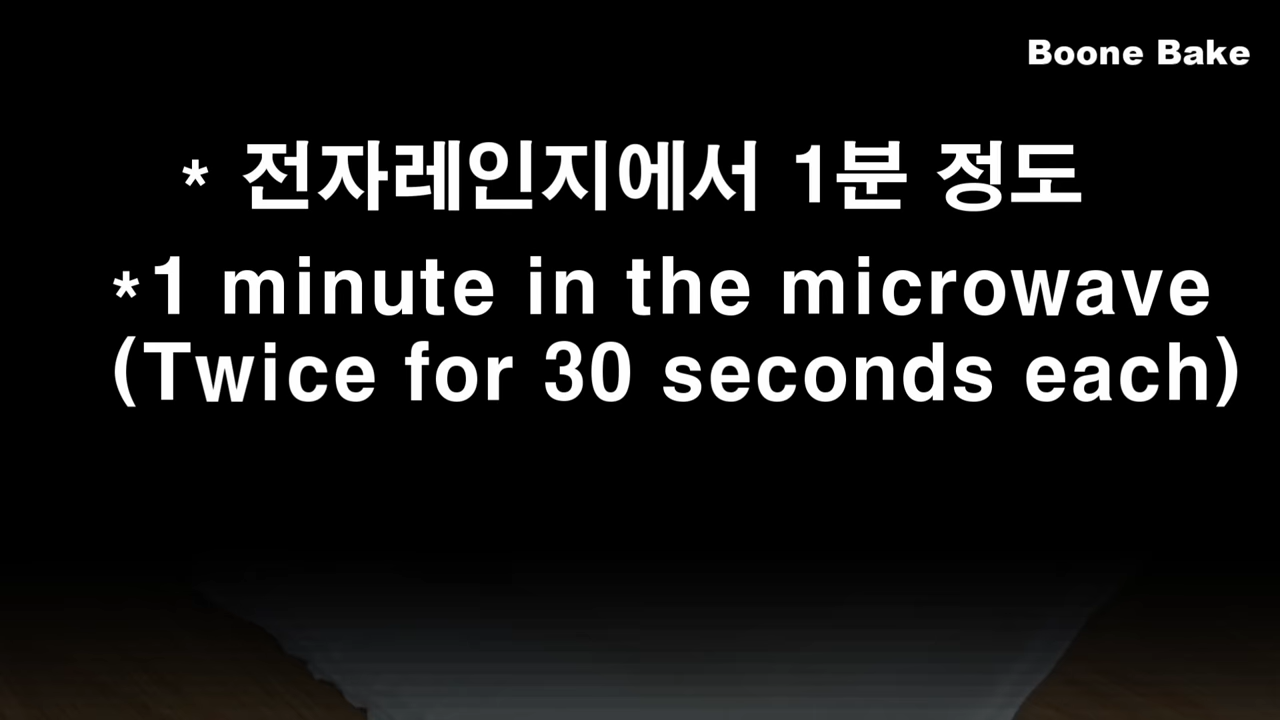 Boone Bake
* 전자레인지에서 1분 정도
*1 minute in the microwave
(Twice for 30 seconds each)